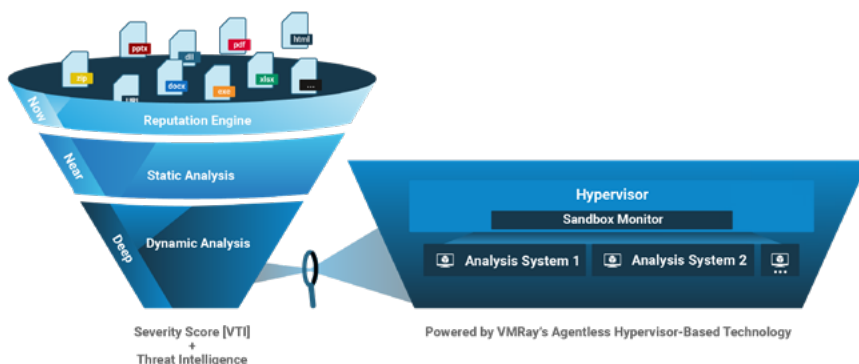 pptx
dll
pdf
html
zip
URL
docx
exe
xlsx
...
Now
Reputation Engine
Near
Static Analysis
Deep
Dynamic Analysis
Severity Score [VTI]
+
Threat Intelligence
Hypervisor
Sandbox Monitor
Analysis System 1
Analysis System 2
...
Powered by VMRay's Agentless Hypervisor-Based Technology